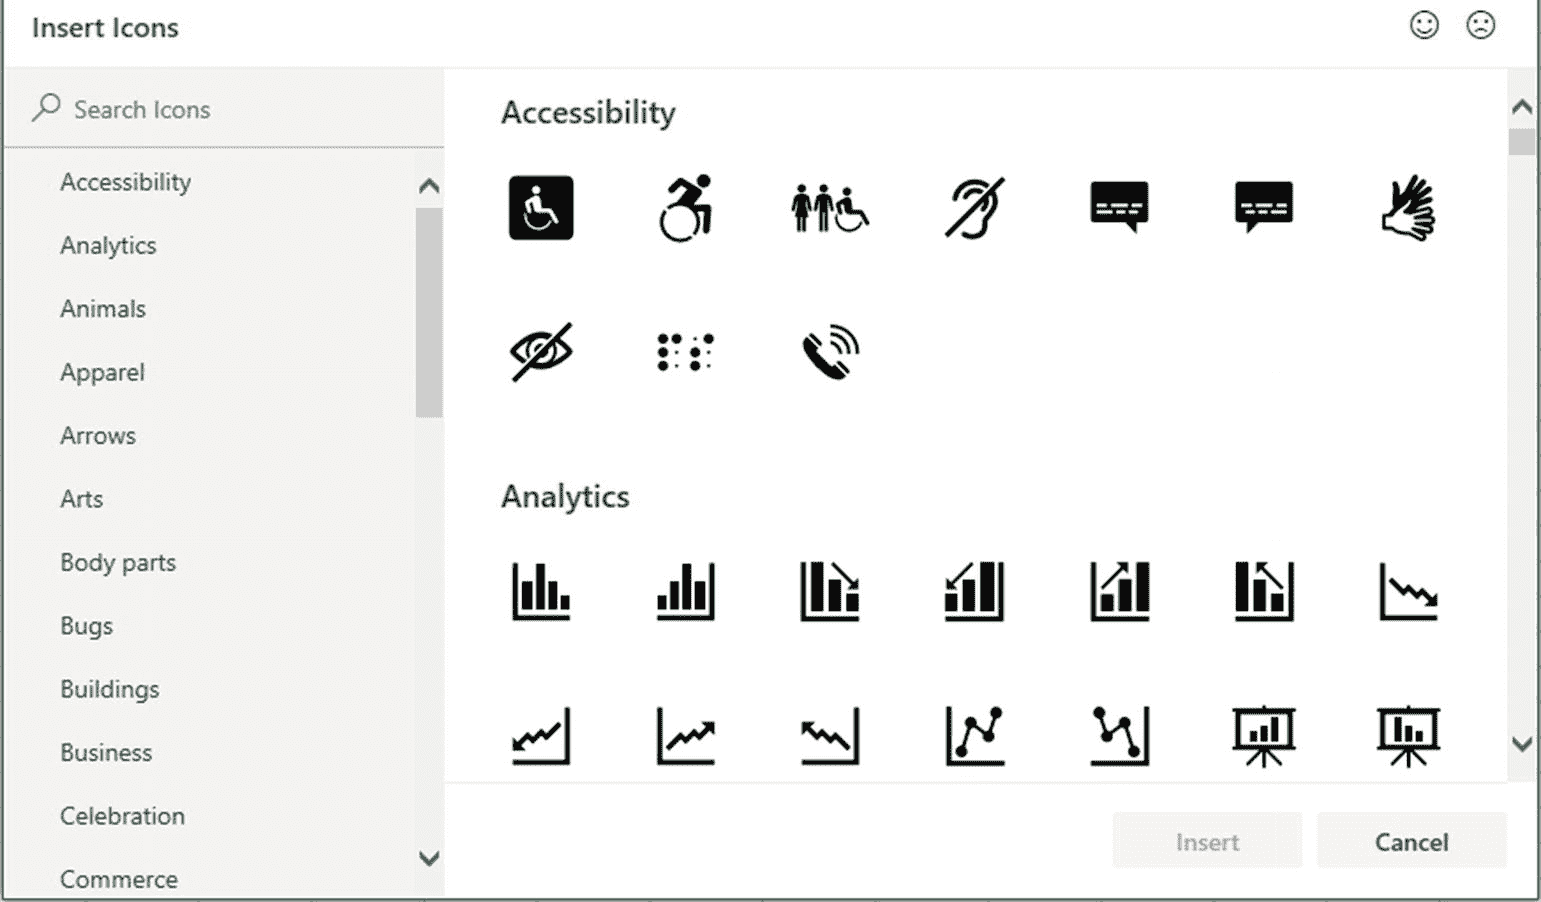 Insert Icons
Search Icons
Accessibility
Analytics
Animals
Apparel
Arrows
Arts
Body parts
Bugs
Buildings
Business
Celebration
Commerce
Accessibility
Analytics
Insert
Cancel